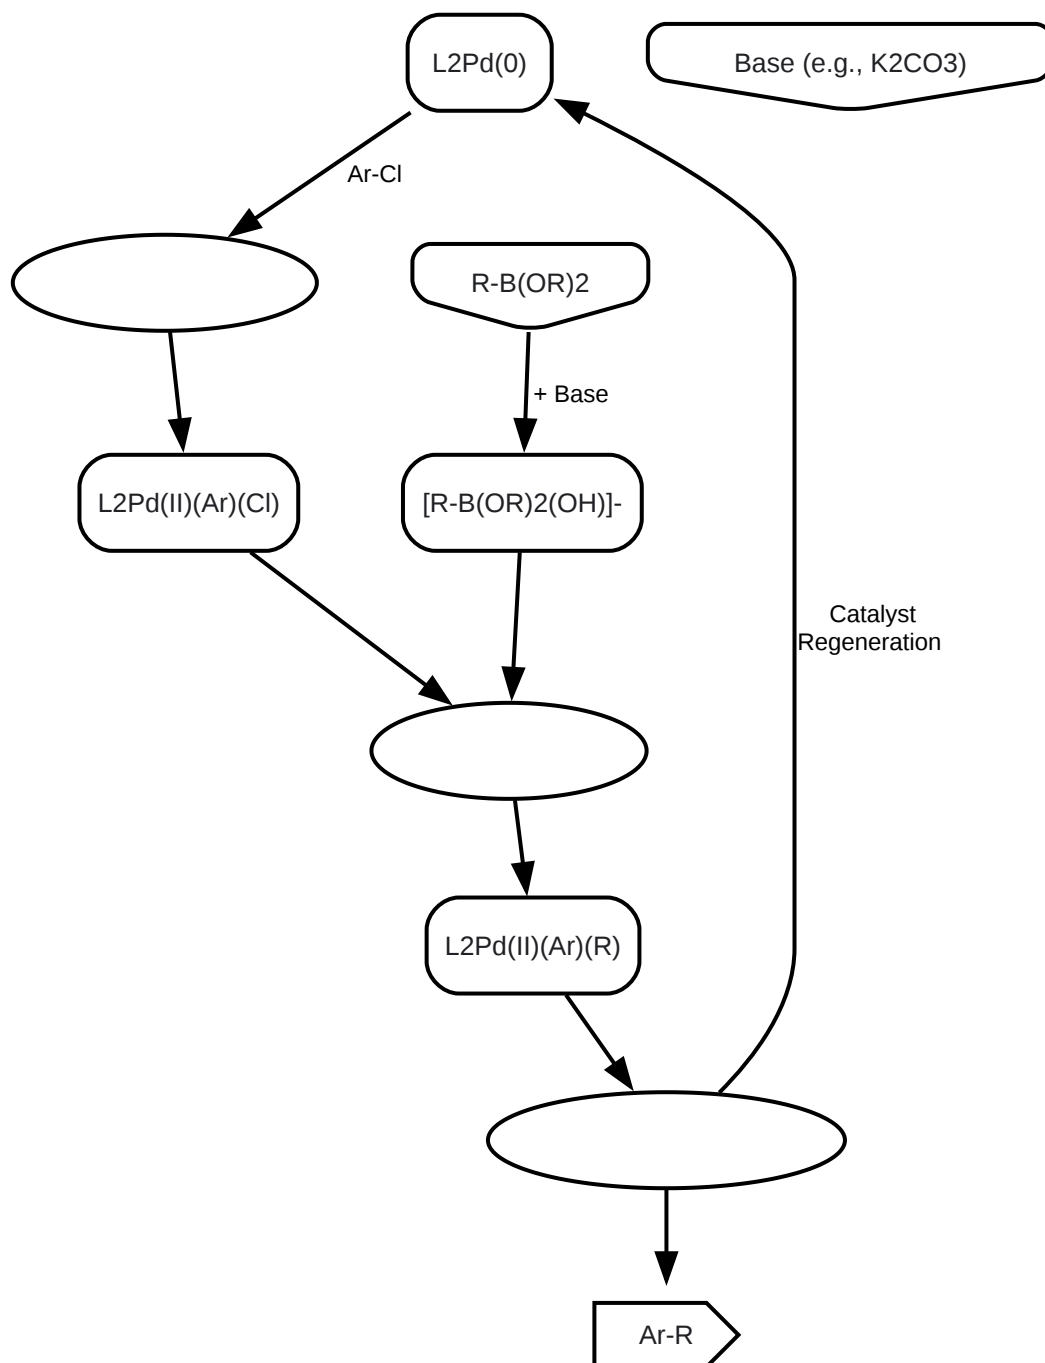 L2Pd(0)
Base (e.g., K2CO3)
Ar-Cl
R-B(OR)2
+ Base
L2Pd(II)(Ar)(Cl)
[R-B(OR)2(OH)]-
Catalyst
Regeneration
L2Pd(II)(Ar)(R)
Ar-R